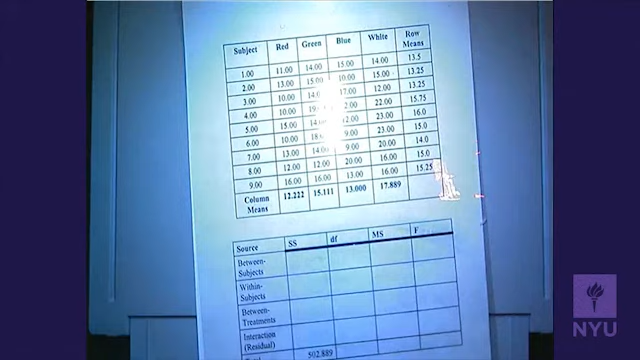 Subject Red Green Blue White Row Means
1.00 11.00 14.00 15.00 14.00 13.5
2.00 13.00 15.00 10.00 15.00 13.25
3.00 10.00 14.0 17.00 12.00 13.25
4.00 10.00 2.00 22.00 15.75
5.00 15.00 12.00 23.00 16.0
6.00 10.00 9.00 23.00 15.0
7.00 13.00 14.00 9.00 20.00 14.0
8.00 12.00 12.00 20.00 16.00 15.0
9.00 16.00 16.00 13.00 16.00 15.25
Column Means 12.222 15.111 13.000 17.889
Source SS df MS F
Between-
Subjects
Within-
Subjects
Between-
Treatments
Interaction
(Residual)
502.889
NYU